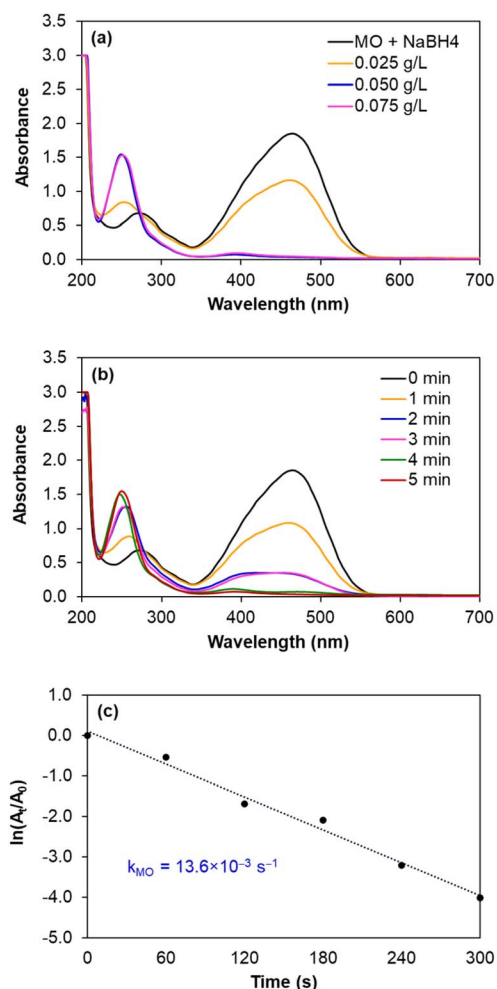 (a)
MO + NaBH4
0.025 g/L
0.050 g/L
0.075 g/L
3.5
3.0
2.5
2.0
1.5
1.0
0.5
0.0
Absorbance
200 300 400 500 600 700
Wavelength (nm)
(b)
0 min
1 min
2 min
3 min
4 min
5 min
3.5
3.0
2.5
2.0
1.5
1.0
0.5
0.0
Absorbance
200 300 400 500 600 700
Wavelength (nm)
(c)
1.0
0.0
-1.0
-2.0
-3.0
-4.0
-5.0
ln(At/A0)
kMO = 13.6×10⁻³ s⁻¹
0 60 120 180 240 300
Time (s)